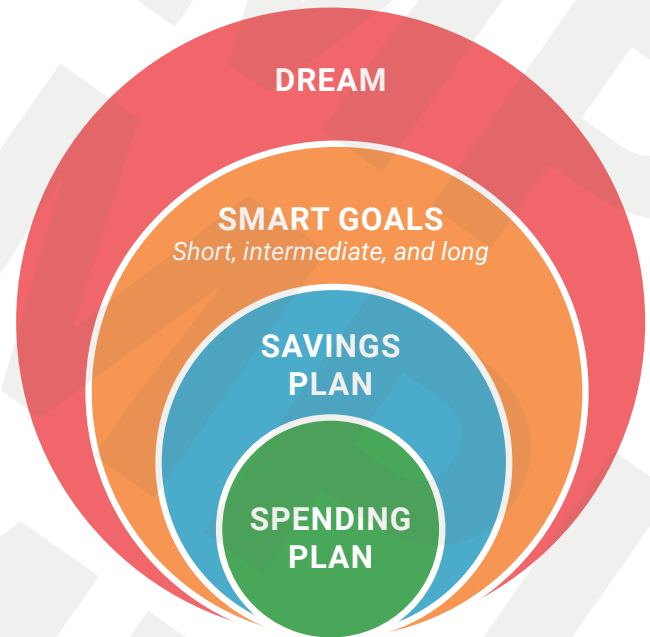 DREAM
SMART GOALS
Short, intermediate, and long
SAVINGS
PLAN
SPENDING
PLAN